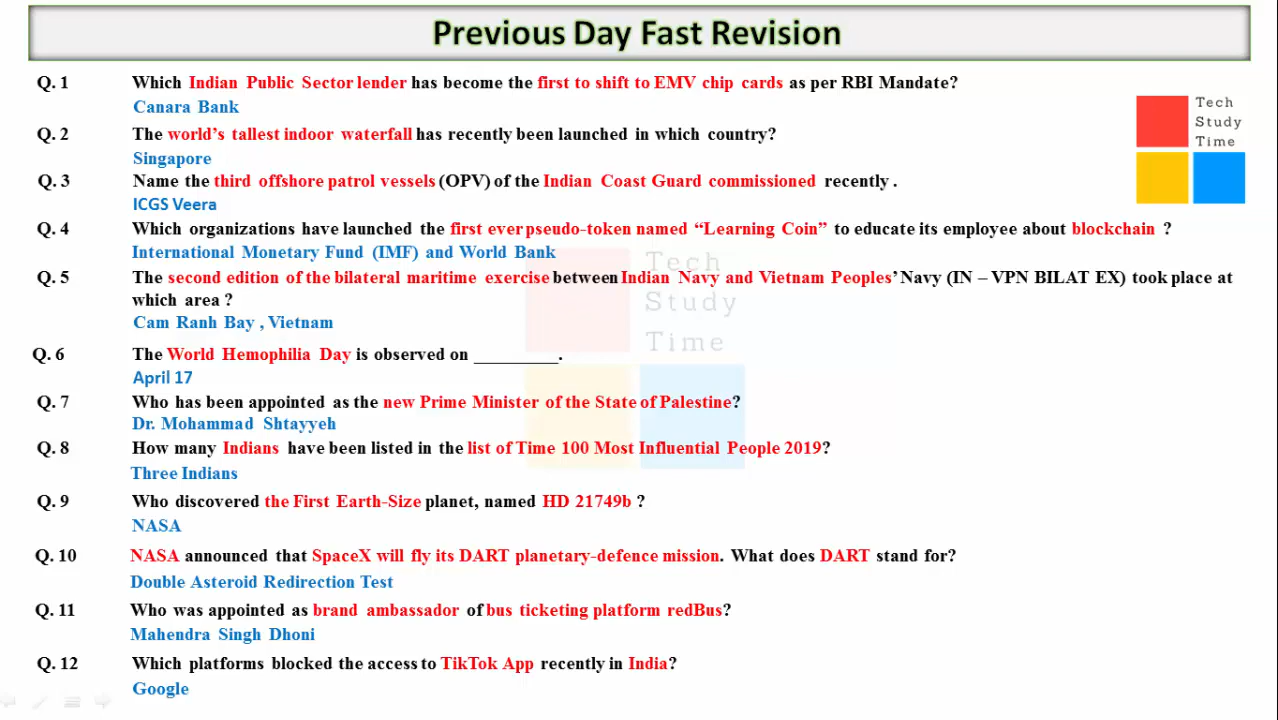 Previous Day Fast Revision
Q. 1 Which Indian Public Sector lender has become the first to shift to EMV chip cards as per RBI Mandate?
Canara Bank
Tech
Study
Time
Q. 2 The world's tallest indoor waterfall has recently been launched in which country?
Singapore
Q. 3 Name the third offshore patrol vessels (OPV) of the Indian Coast Guard commissioned recently .
ICGS Veera
Q. 4 Which organizations have launched the first ever pseudo-token named “Learning Coin” to educate its employee about blockchain ?
International Monetary Fund (IMF) and World Bank
Tech
Study
Time
Q. 5 The second edition of the bilateral maritime exercise between Indian Navy and Vietnam Peoples’ Navy (IN – VPN BILAT EX) took place at
which area ?
Cam Ranh Bay , Vietnam
Q. 6 The World Hemophilia Day is observed on _________.
April 17
Q. 7 Who has been appointed as the new Prime Minister of the State of Palestine?
Dr. Mohammad Shtayyeh
Q. 8 How many Indians have been listed in the list of Time 100 Most Influential People 2019?
Three Indians
Q. 9 Who discovered the First Earth-Size planet, named HD 21749b ?
NASA
Q. 10 NASA announced that SpaceX will fly its DART planetary-defence mission. What does DART stand for?
Double Asteroid Redirection Test
Q. 11 Who was appointed as brand ambassador of bus ticketing platform redBus?
Mahendra Singh Dhoni
Q. 12 Which platforms blocked the access to TikTok App recently in India?
Google